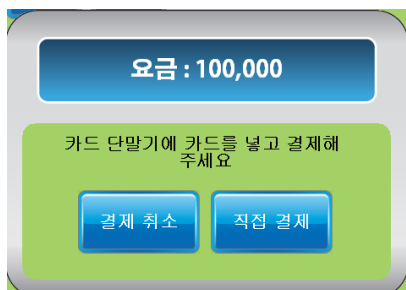 요금 : 100,000
카드 단말기에 카드를 넣고 결제해
주세요
결제 취소
직접 결제